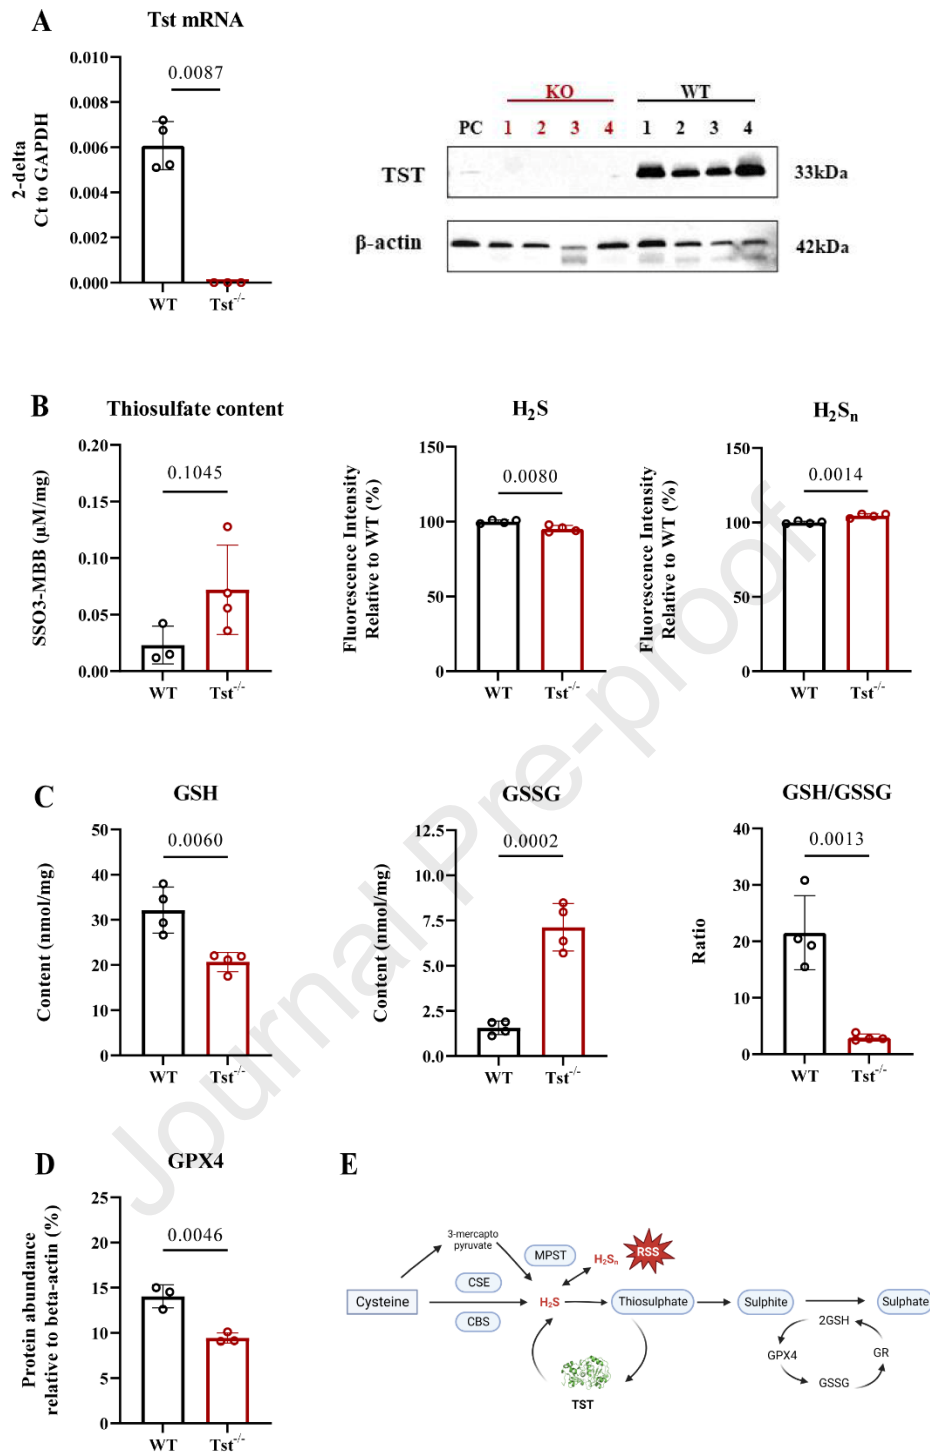 A
Tst mRNA
2-delta
Ct to GAPDH
0.010
0.008
0.006
0.004
0.002
0.000
0.0087
WT
Tst-/-
KO
WT
PC 1 2 3 4 1 2 3 4
TST
33kDa
β-actin
42kDa
B
Thiosulfate content
SSO3-MBB (µM/mg)
0.20
0.15
0.10
0.05
0.00
0.1045
WT
Tst-/-
H2S
Fluorescence Intensity
Relative to WT (%)
150
100
50
0
0.0080
WT
Tst-/-
H2Sn
Fluorescence Intensity
Relative to WT (%)
150
100
50
0
0.0014
WT
Tst-/-
C
GSH
Content (nmol/mg)
50
40
30
20
10
0
0.0060
WT
Tst-/-
GSSG
Content (nmol/mg)
12.5
10.0
7.5
5.0
2.5
0.0
0.0002
WT
Tst-/-
GSH/GSSG
Ratio
40
30
20
10
0
0.0013
WT
Tst-/-
D
GPX4
Protein abundance
relative to beta-actin (%)
25
20
15
10
5
0
0.0046
WT
Tst-/-
E
3-mercapto
pyruvate
MPST
H2Sn
RSS
CSE
Cysteine
H2S
Thiosulphate
Sulphite
Sulphate
CBS
2GSH
GPX4
GR
GSSG
TST
Journal Pre-proof